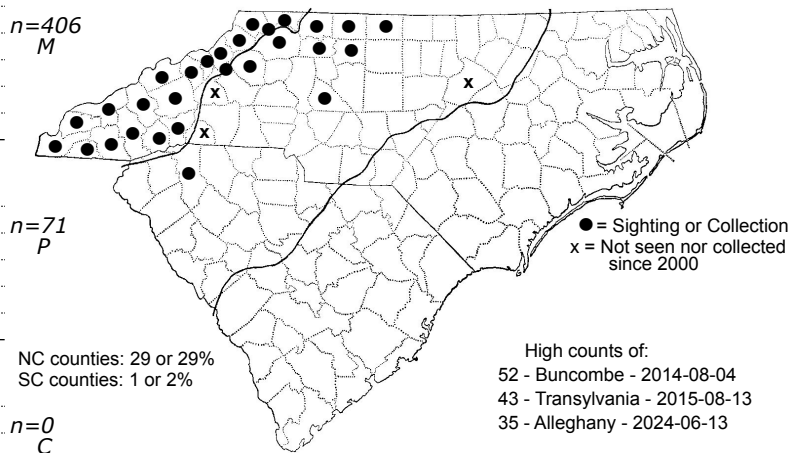 n=406
M
n=71
P
n=0
C
x
x
x
● = Sighting or Collection
x = Not seen nor collected
since 2000
NC counties: 29 or 29%
SC counties: 1 or 2%
High counts of:
52 - Buncombe - 2014-08-04
43 - Transylvania - 2015-08-13
35 - Alleghany - 2024-06-13